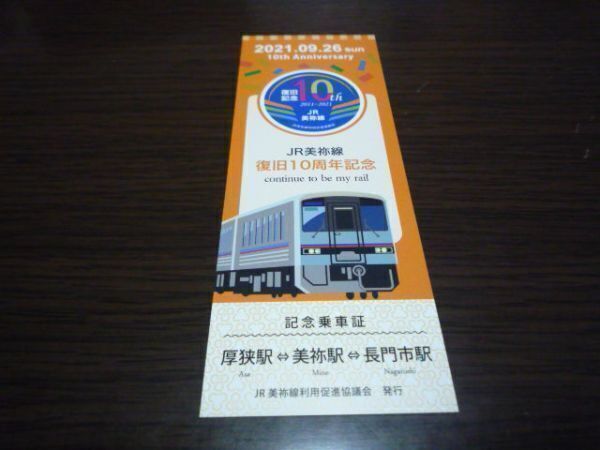 2021.09.26 sun
10th Anniversary
復旧
記念
10th
2011-2021
JR
美祢線
JR美祢線
復旧10周年記念
continue to be my rail
記念乗車証
厚狭駅⇔美祢駅⇔長門市駅
Asa Mine Nagatoshi
JR美祢線利用促進協議会 発行